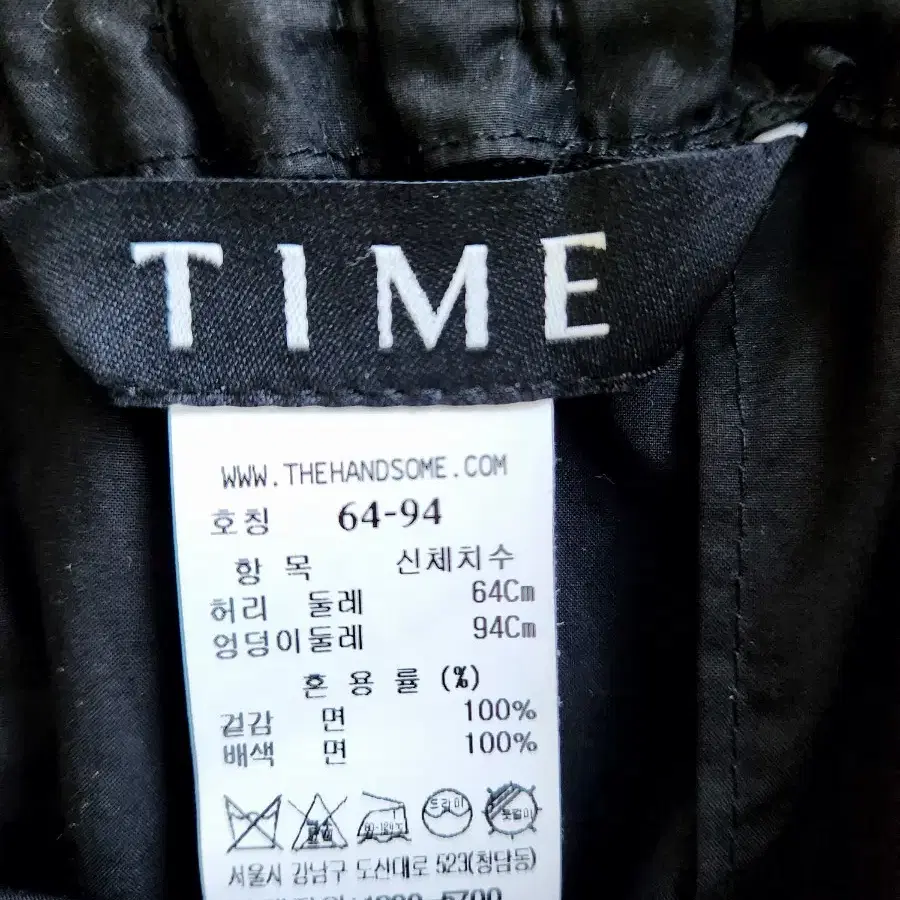 TIME
WWW.THEHANDSOME.COM
호칭 64-94
항 목 신체치수
허리 둘레 64Cm
엉덩이둘레 94Cm
혼 용 률 (%)
겉감 면 100%
배색 면 100%
드라이
서울시 강남구 도산대로 523(청담동)